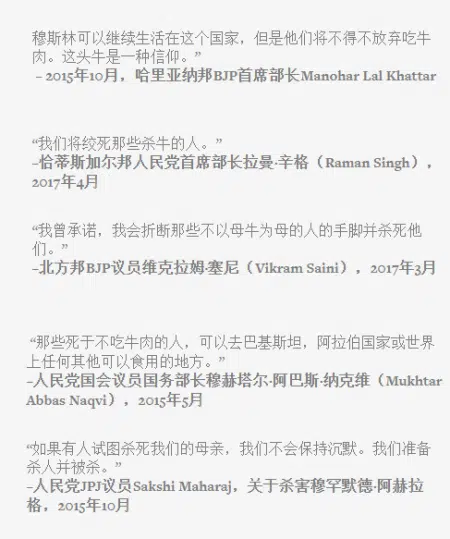 穆斯林可以继续生活在这个国家，但是他们将不得不放弃吃牛
肉。这头牛是一种信仰。”
– 2015年10月，哈里亚纳邦BJP首席部长Manohar Lal Khattar
“我们将绞死那些杀牛的人。”
–恰蒂斯加尔邦人民党首席部长拉曼·辛格（Raman Singh），
2017年4月
“我曾承诺，我会折断那些不以母牛为母的人的手脚并杀死他
们。”
–北方邦BJP议员维克拉姆·塞尼（Vikram Saini），2017年3月
“那些死于不吃牛肉的人，可以去巴基斯坦，阿拉伯国家或世界
上任何其他可以食用的地方。”
–人民党国会议员国务部长穆赫塔尔·阿巴斯·纳克维（Mukhtar
Abbas Naqvi），2015年5月
“如果有人试图杀死我们的母亲，我们不会保持沉默。我们准备
杀人并被杀。”
–人民党JPJ议员Sakshi Maharaj，关于杀害穆罕默德·阿赫拉
格，2015年10月